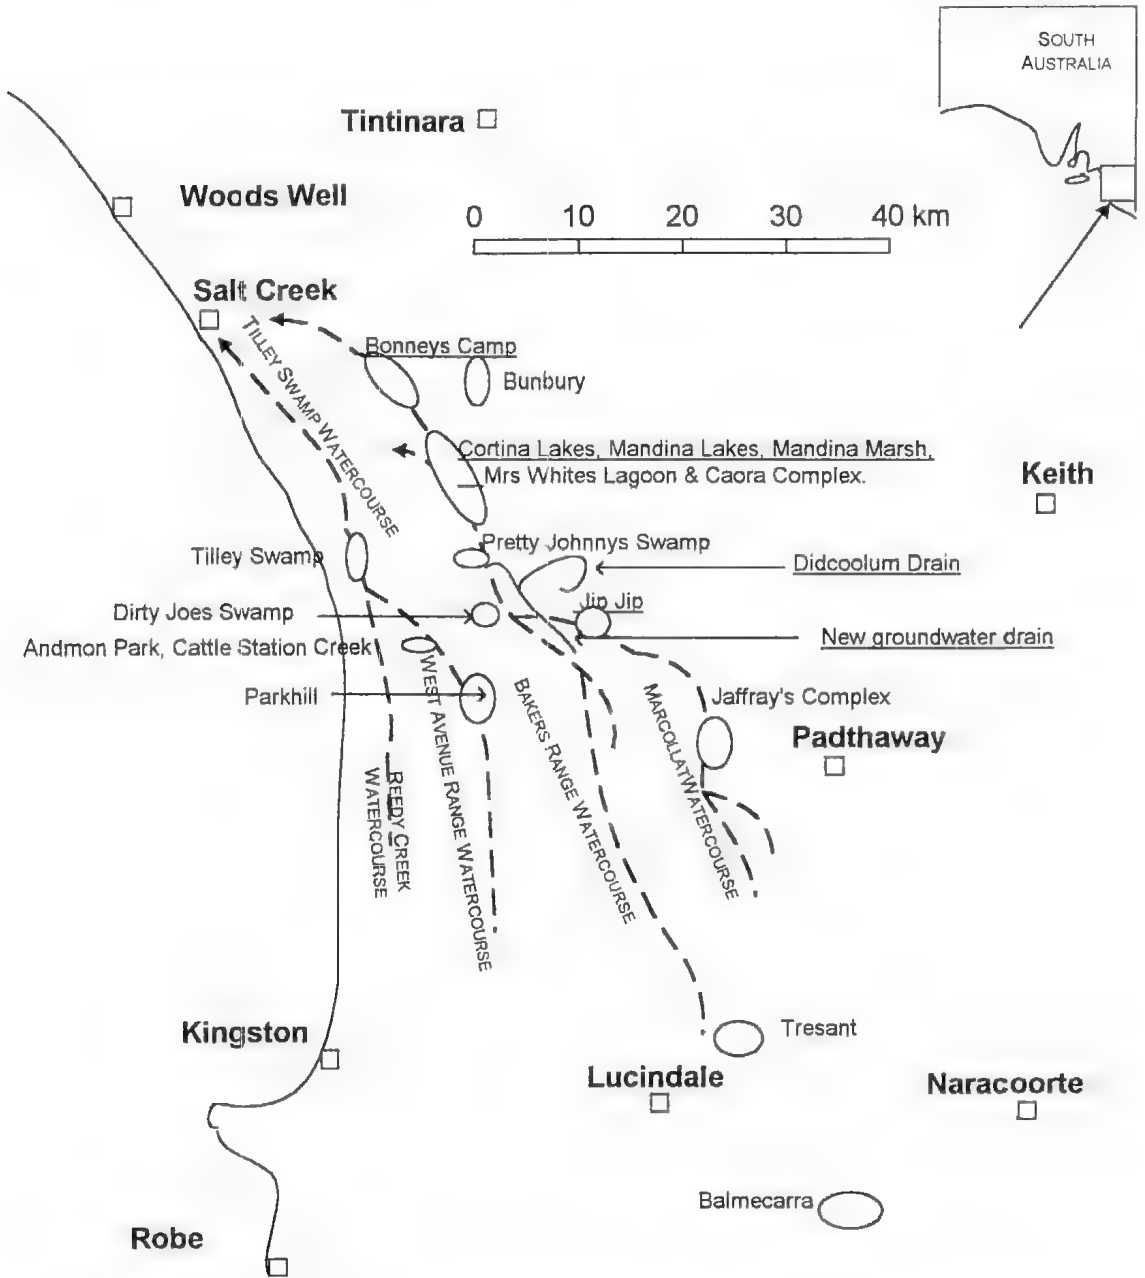 SOUTH
AUSTRALIA
Tintinara
Woods Well
0 10 20 30 40 km
Salt Creek
TILLEY SWAMP WATERCOURSE
Bonneys Camp
Bunbury
Cortina Lakes, Mandina Lakes, Mandina Marsh,
Mrs Whites Lagoon & Caora Complex.
Keith
Pretty Johnnys Swamp
Tilley Swamp
Didcoolum Drain
Jip Jip
Dirty Joes Swamp
New groundwater drain
Andmon Park, Cattle Station Creek
Parkhill
WEST AVENUE RANGE WATERCOURSE
BAKERS RANGE WATERCOURSE
MARCOLLAT WATERCOURSE
Jaffray's Complex
Padthaway
REEDY CREEK
WATERCOURSE
Kingston
Tresant
Lucindale
Naracoorte
Balmecarra
Robe